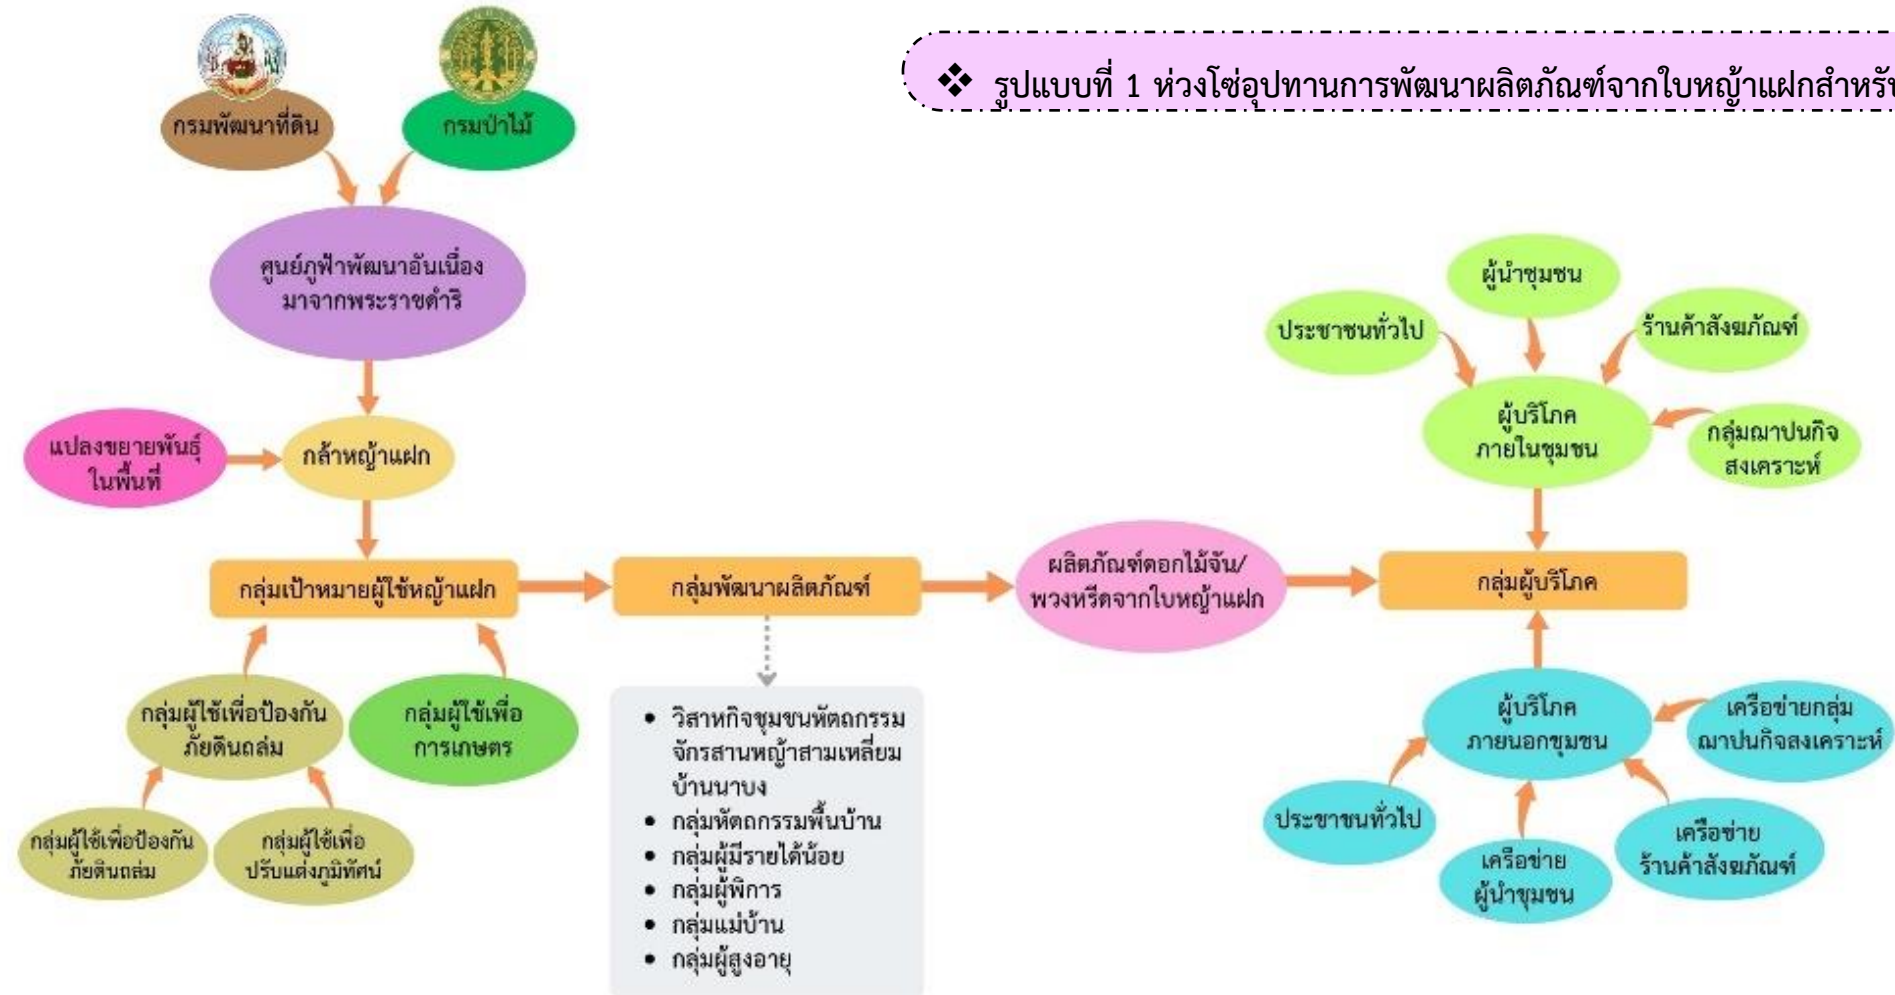 ❖ รูปแบบที่ 1 ห่วงโซ่อุปทานการพัฒนาผลิตภัณฑ์จากใบหญ้าแฝกสำหรับ
กรมพัฒนาที่ดิน
กรมป่าไม้
ศูนย์ภูฟ้าพัฒนาอันเนื่อง
มาจากพระราชดำริ
แปลงขยายพันธุ์
ในพื้นที่
กล้าหญ้าแฝก
กลุ่มเป้าหมายผู้ใช้หญ้าแฝก
กลุ่มผู้ใช้เพื่อป้องกัน
ภัยดินถล่ม
กลุ่มผู้ใช้เพื่อ
การเกษตร
กลุ่มผู้ใช้เพื่อป้องกัน
ภัยดินถล่ม
กลุ่มผู้ใช้เพื่อ
ปรับแต่งภูมิทัศน์
กลุ่มพัฒนาผลิตภัณฑ์
• วิสาหกิจชุมชนหัตถกรรม
จักรสานหญ้าสามเหลี่ยม
บ้านนาบง
• กลุ่มหัตถกรรมพื้นบ้าน
• กลุ่มผู้มีรายได้น้อย
• กลุ่มผู้พิการ
• กลุ่มแม่บ้าน
• กลุ่มผู้สูงอายุ
ผลิตภัณฑ์ดอกไม้จัน/
พวงหรีดจากใบหญ้าแฝก
ผู้นำชุมชน
ประชาชนทั่วไป
ร้านค้าสังฆภัณฑ์
ผู้บริโภค
ภายในชุมชน
กลุ่มฌาปนกิจ
สงเคราะห์
กลุ่มผู้บริโภค
ผู้บริโภค
ภายนอกชุมชน
เครือข่ายกลุ่ม
ฌาปนกิจสงเคราะห์
ประชาชนทั่วไป
เครือข่าย
ผู้นำชุมชน
เครือข่าย
ร้านค้าสังฆภัณฑ์